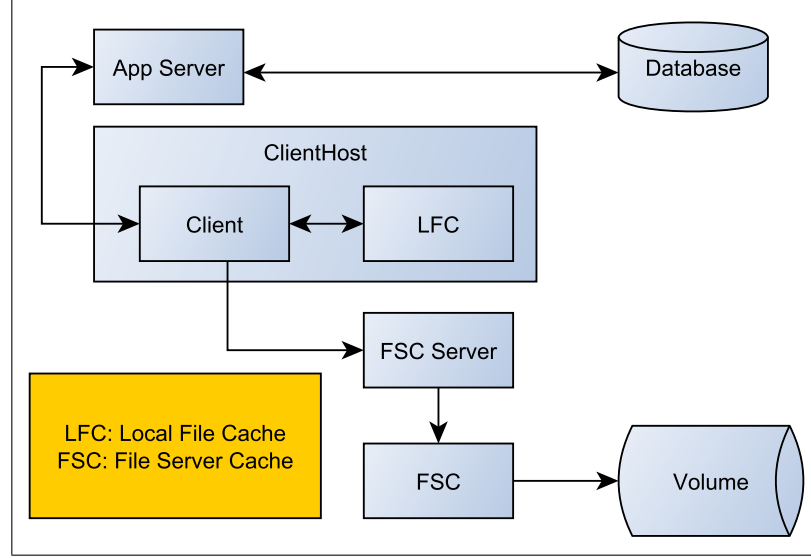 App Server
Database
ClientHost
Client
LFC
FSC Server
LFC: Local File Cache
FSC: File Server Cache
FSC
Volume